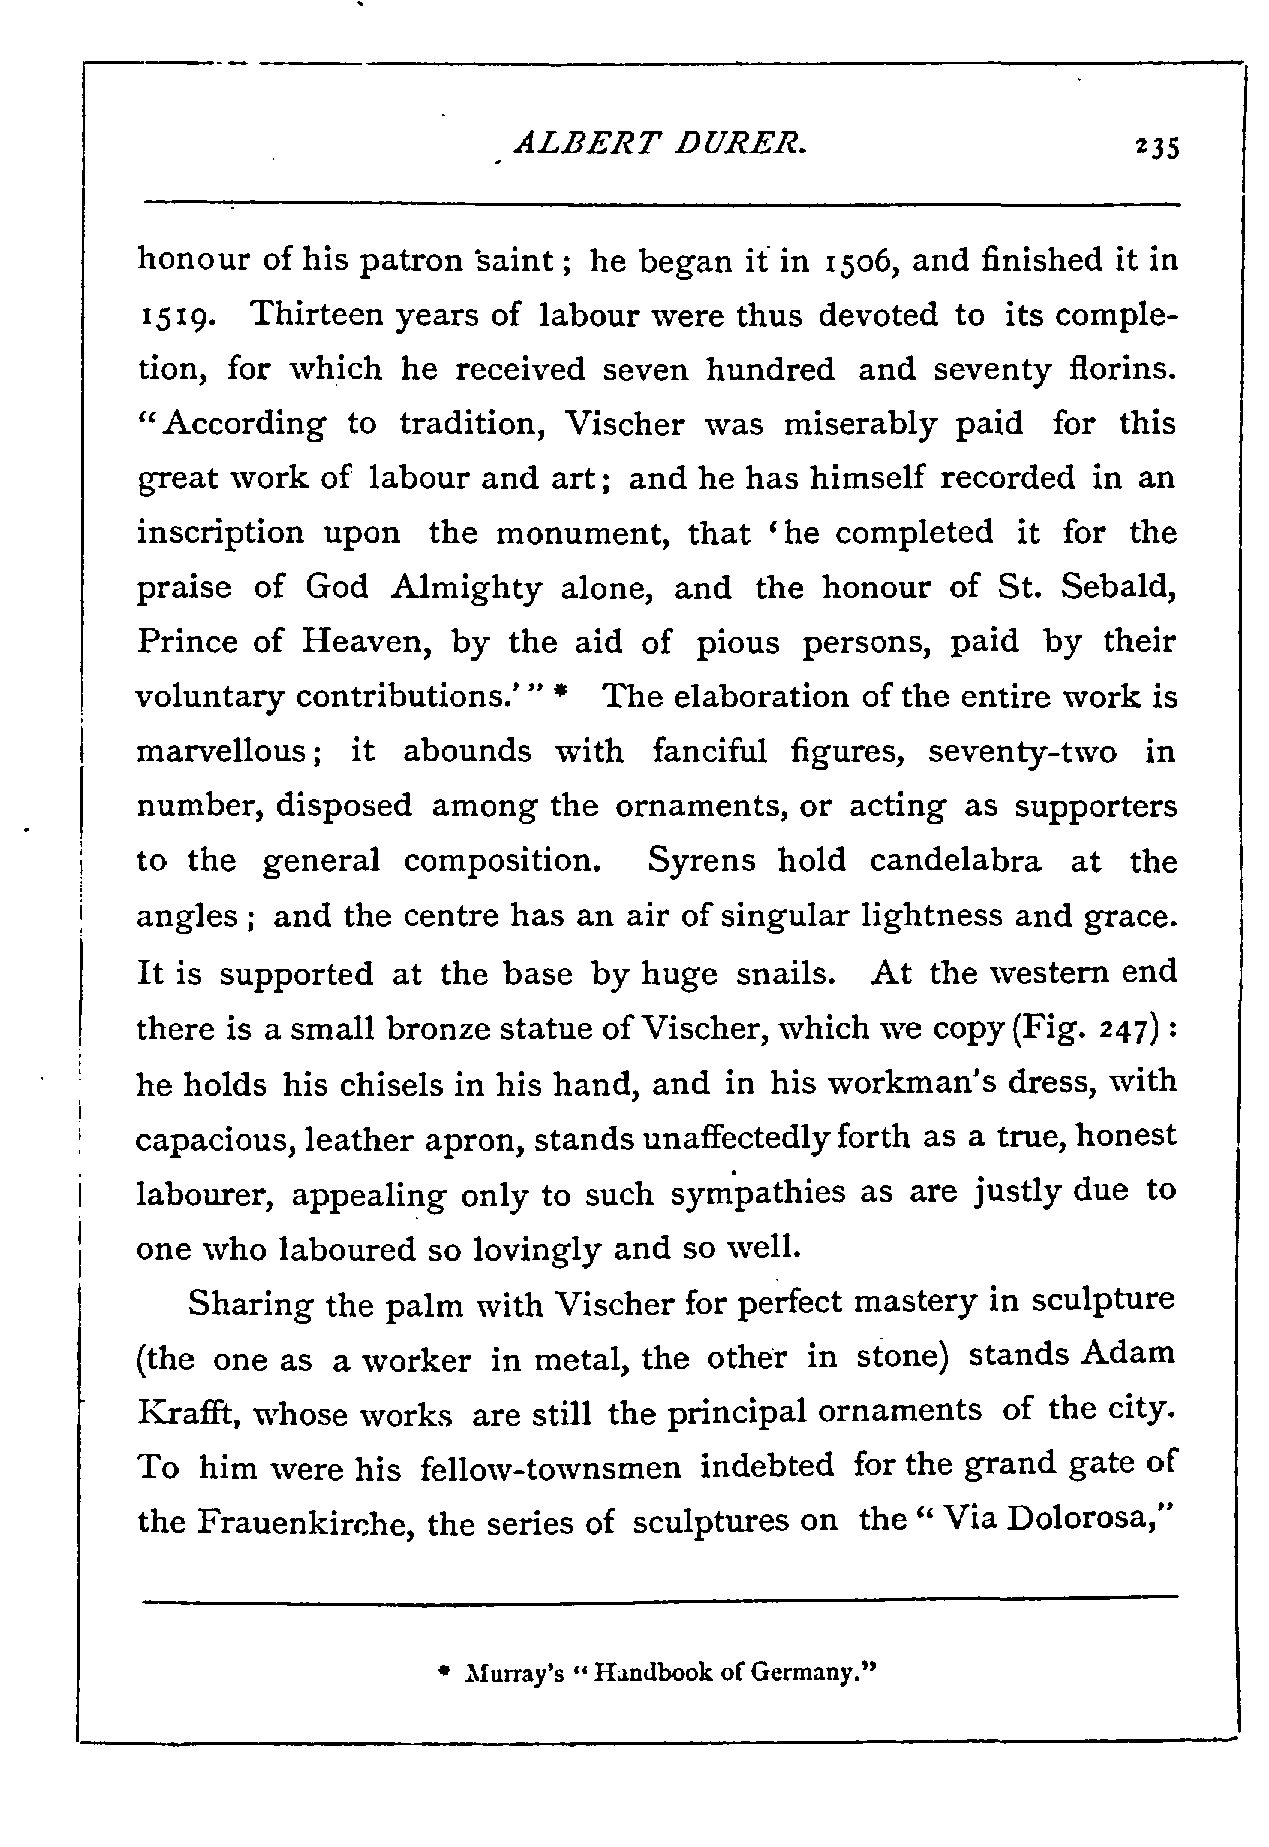 ALBERT DURER. 235
honour of his patron saint; he began it in 1506, and finished it in
1519. Thirteen years of labour were thus devoted to its comple-
tion, for which he received seven hundred and seventy florins.
“According to tradition, Vischer was miserably paid for this
great work of labour and art; and he has himself recorded in an
inscription upon the monument, that ‘he completed it for the
praise of God Almighty alone, and the honour of St. Sebald,
Prince of Heaven, by the aid of pious persons, paid by their
voluntary contributions.’” * The elaboration of the entire work is
marvellous; it abounds with fanciful figures, seventy-two in
number, disposed among the ornaments, or acting as supporters
to the general composition. Syrens hold candelabra at the
angles; and the centre has an air of singular lightness and grace.
It is supported at the base by huge snails. At the western end
there is a small bronze statue of Vischer, which we copy (Fig. 247):
he holds his chisels in his hand, and in his workman's dress, with
capacious, leather apron, stands unaffectedly forth as a true, honest
labourer, appealing only to such sympathies as are justly due to
one who laboured so lovingly and so well.
Sharing the palm with Vischer for perfect mastery in sculpture
(the one as a worker in metal, the other in stone) stands Adam
Krafft, whose works are still the principal ornaments of the city.
To him were his fellow-townsmen indebted for the grand gate of
the Frauenkirche, the series of sculptures on the “Via Dolorosa,”
* Murray's “Handbook of Germany.”